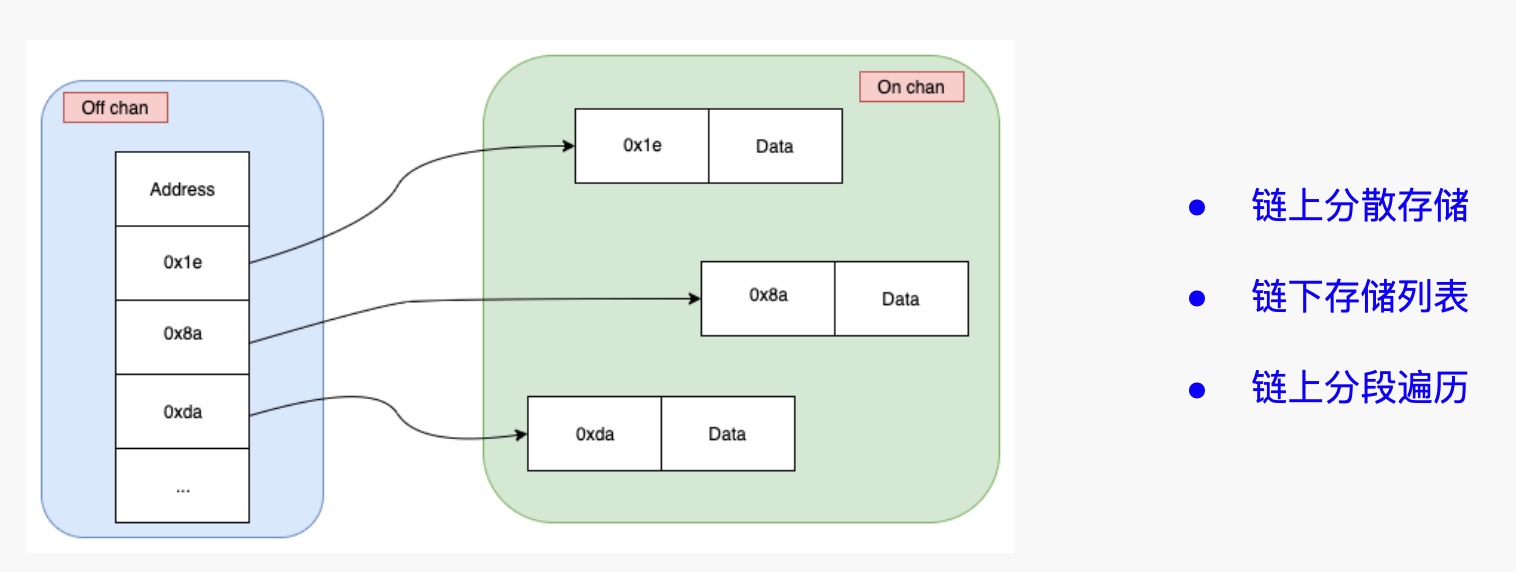 Off chan
Address
0x1e
0x8a
0xda
...
On chan
0x1e Data
0x8a Data
0xda Data
● 链上分散存储
● 链下存储列表
● 链上分段遍历